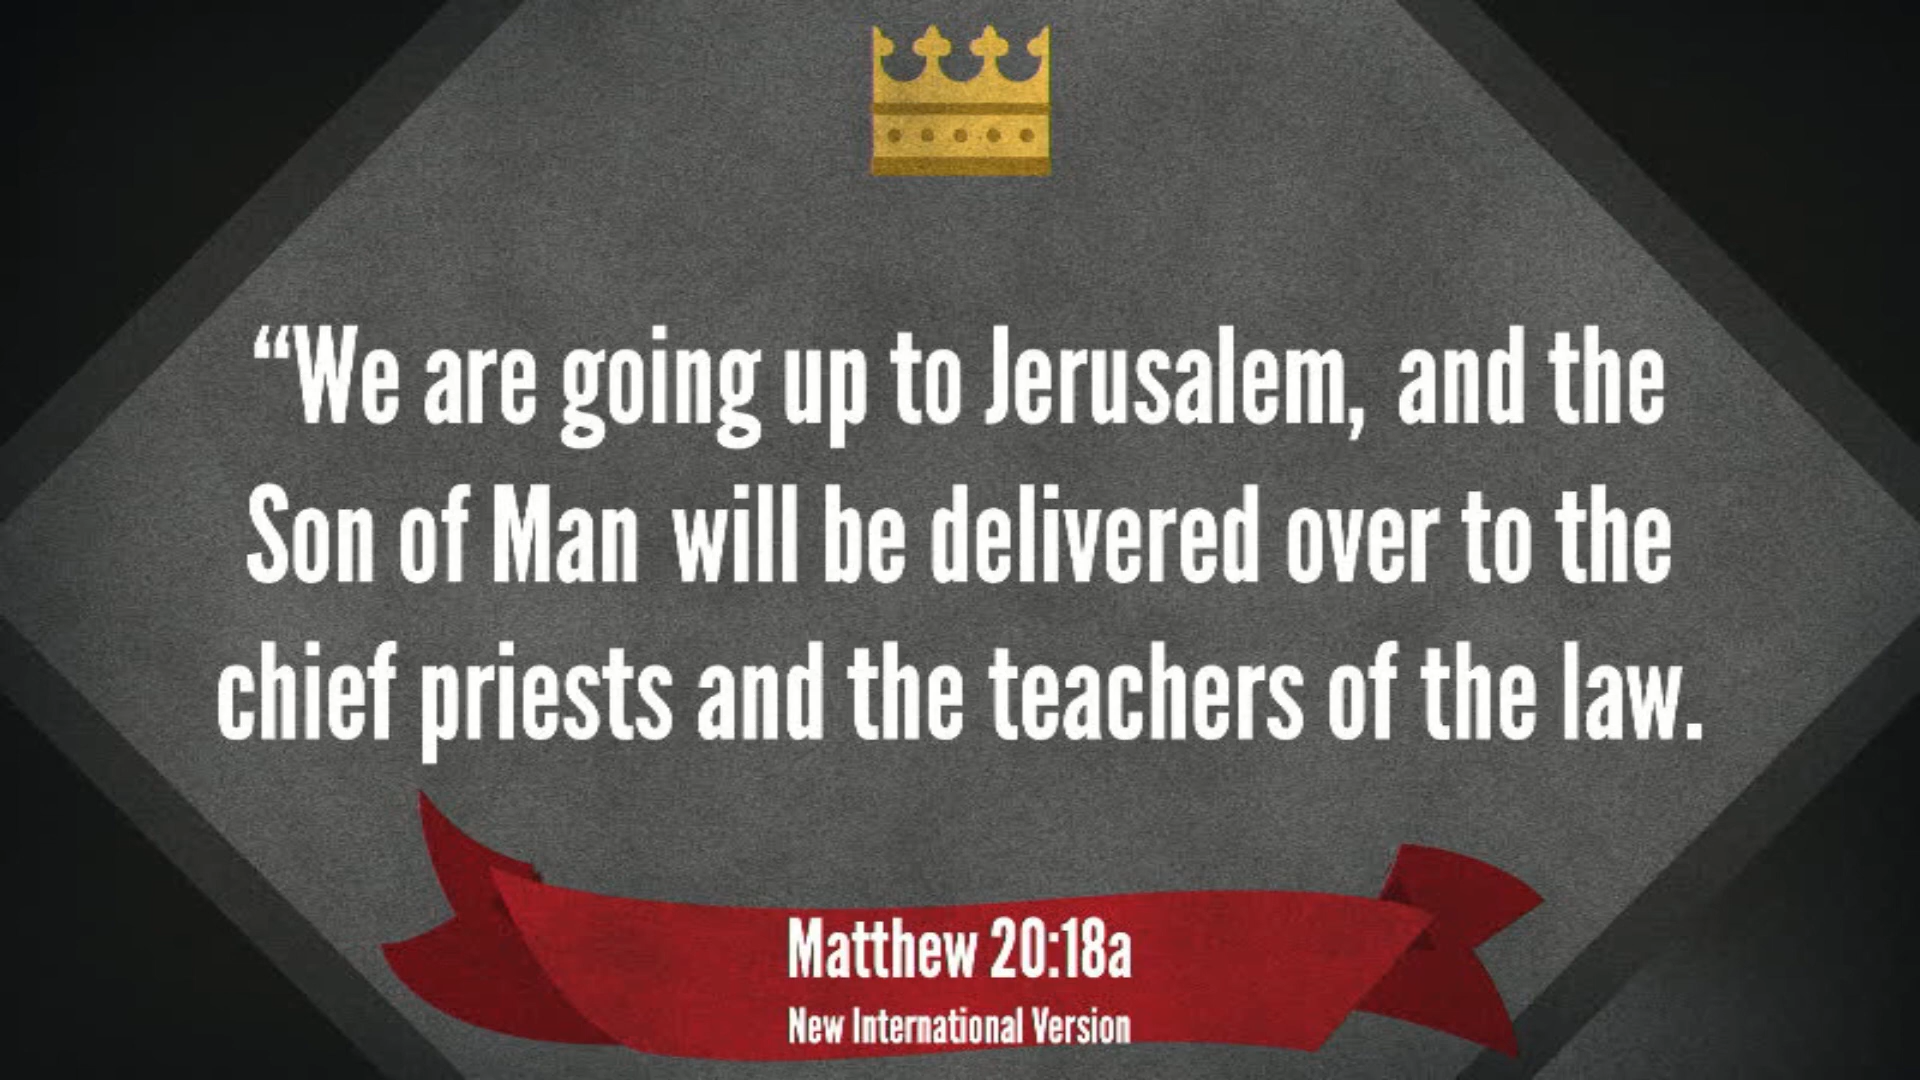 “We are going up to Jerusalem, and the
Son of Man will be delivered over to the
chief priests and the teachers of the law.
Matthew 20:18a
New International Version